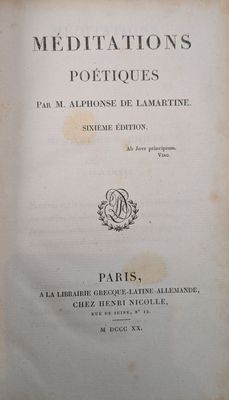 MÉDITATIONS
POÉTIQUES
PAR M. ALPHONSE DE LAMARTINE.
SIXIÈME ÉDITION.
Ab Jove principium.
VIRG.
PARIS,
A LA LIBRAIRIE GRECQUE-LATINE-ALLEMANDE,
CHEZ HENRI NICOLLE,
RUE DE SEINE, Nº 12.
M DCCC XX.